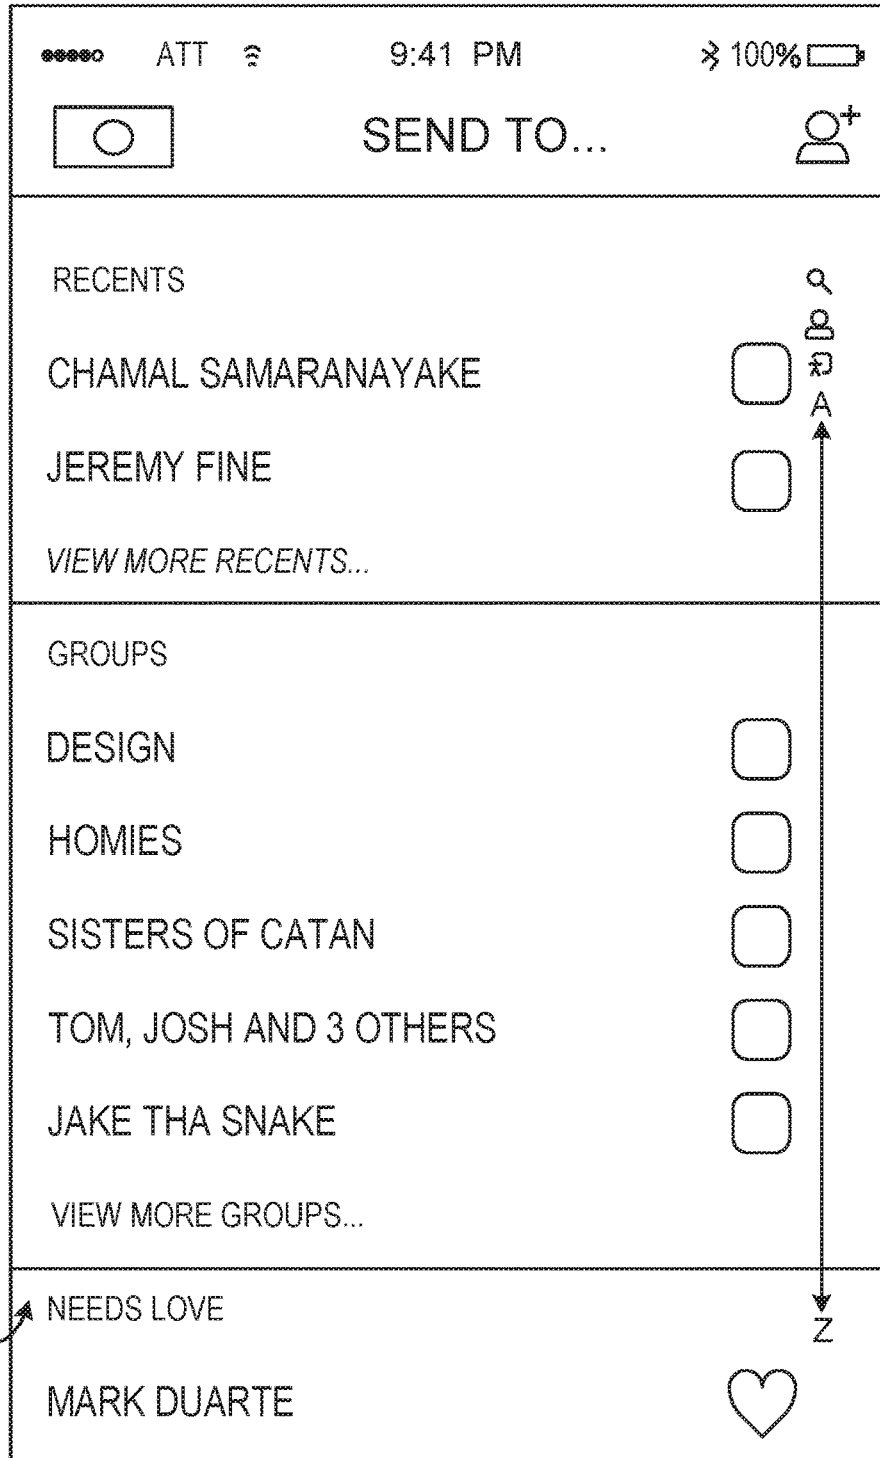 ATT 9:41 PM 100%
SEND TO...
RECENTS
CHAMAL SAMARANAYAKE
A
JEREMY FINE
VIEW MORE RECENTS...
GROUPS
DESIGN
HOMIES
SISTERS OF CATAN
TOM, JOSH AND 3 OTHERS
JAKE THA SNAKE
VIEW MORE GROUPS...
NEEDS LOVE
Z
MARK DUARTE